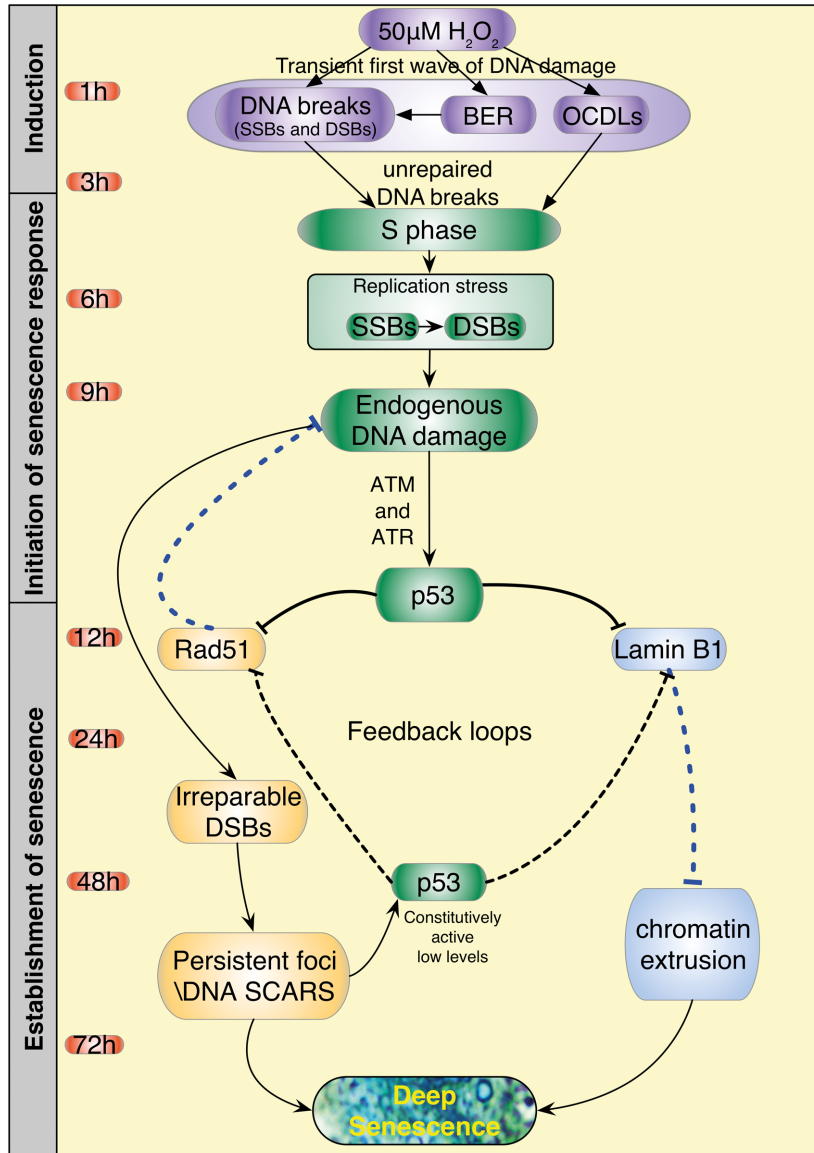 50μM H₂O₂
Transient first wave of DNA damage
1h
DNA breaks
(SSBs and DSBs)
BER
OCDLs
Induction
3h
unrepaired
DNA breaks
S phase
6h
Replication stress
SSBs
DSBs
9h
Endogenous
DNA damage
Initiation of senescence response
ATM
and
ATR
p53
12h
Rad51
Lamin B1
24h
Feedback loops
Irreparable
DSBs
48h
p53
Constitutively
active
low levels
chromatin
extrusion
Establishment of senescence
Persistent foci
\DNA SCARS
72h
Deep
Senescence